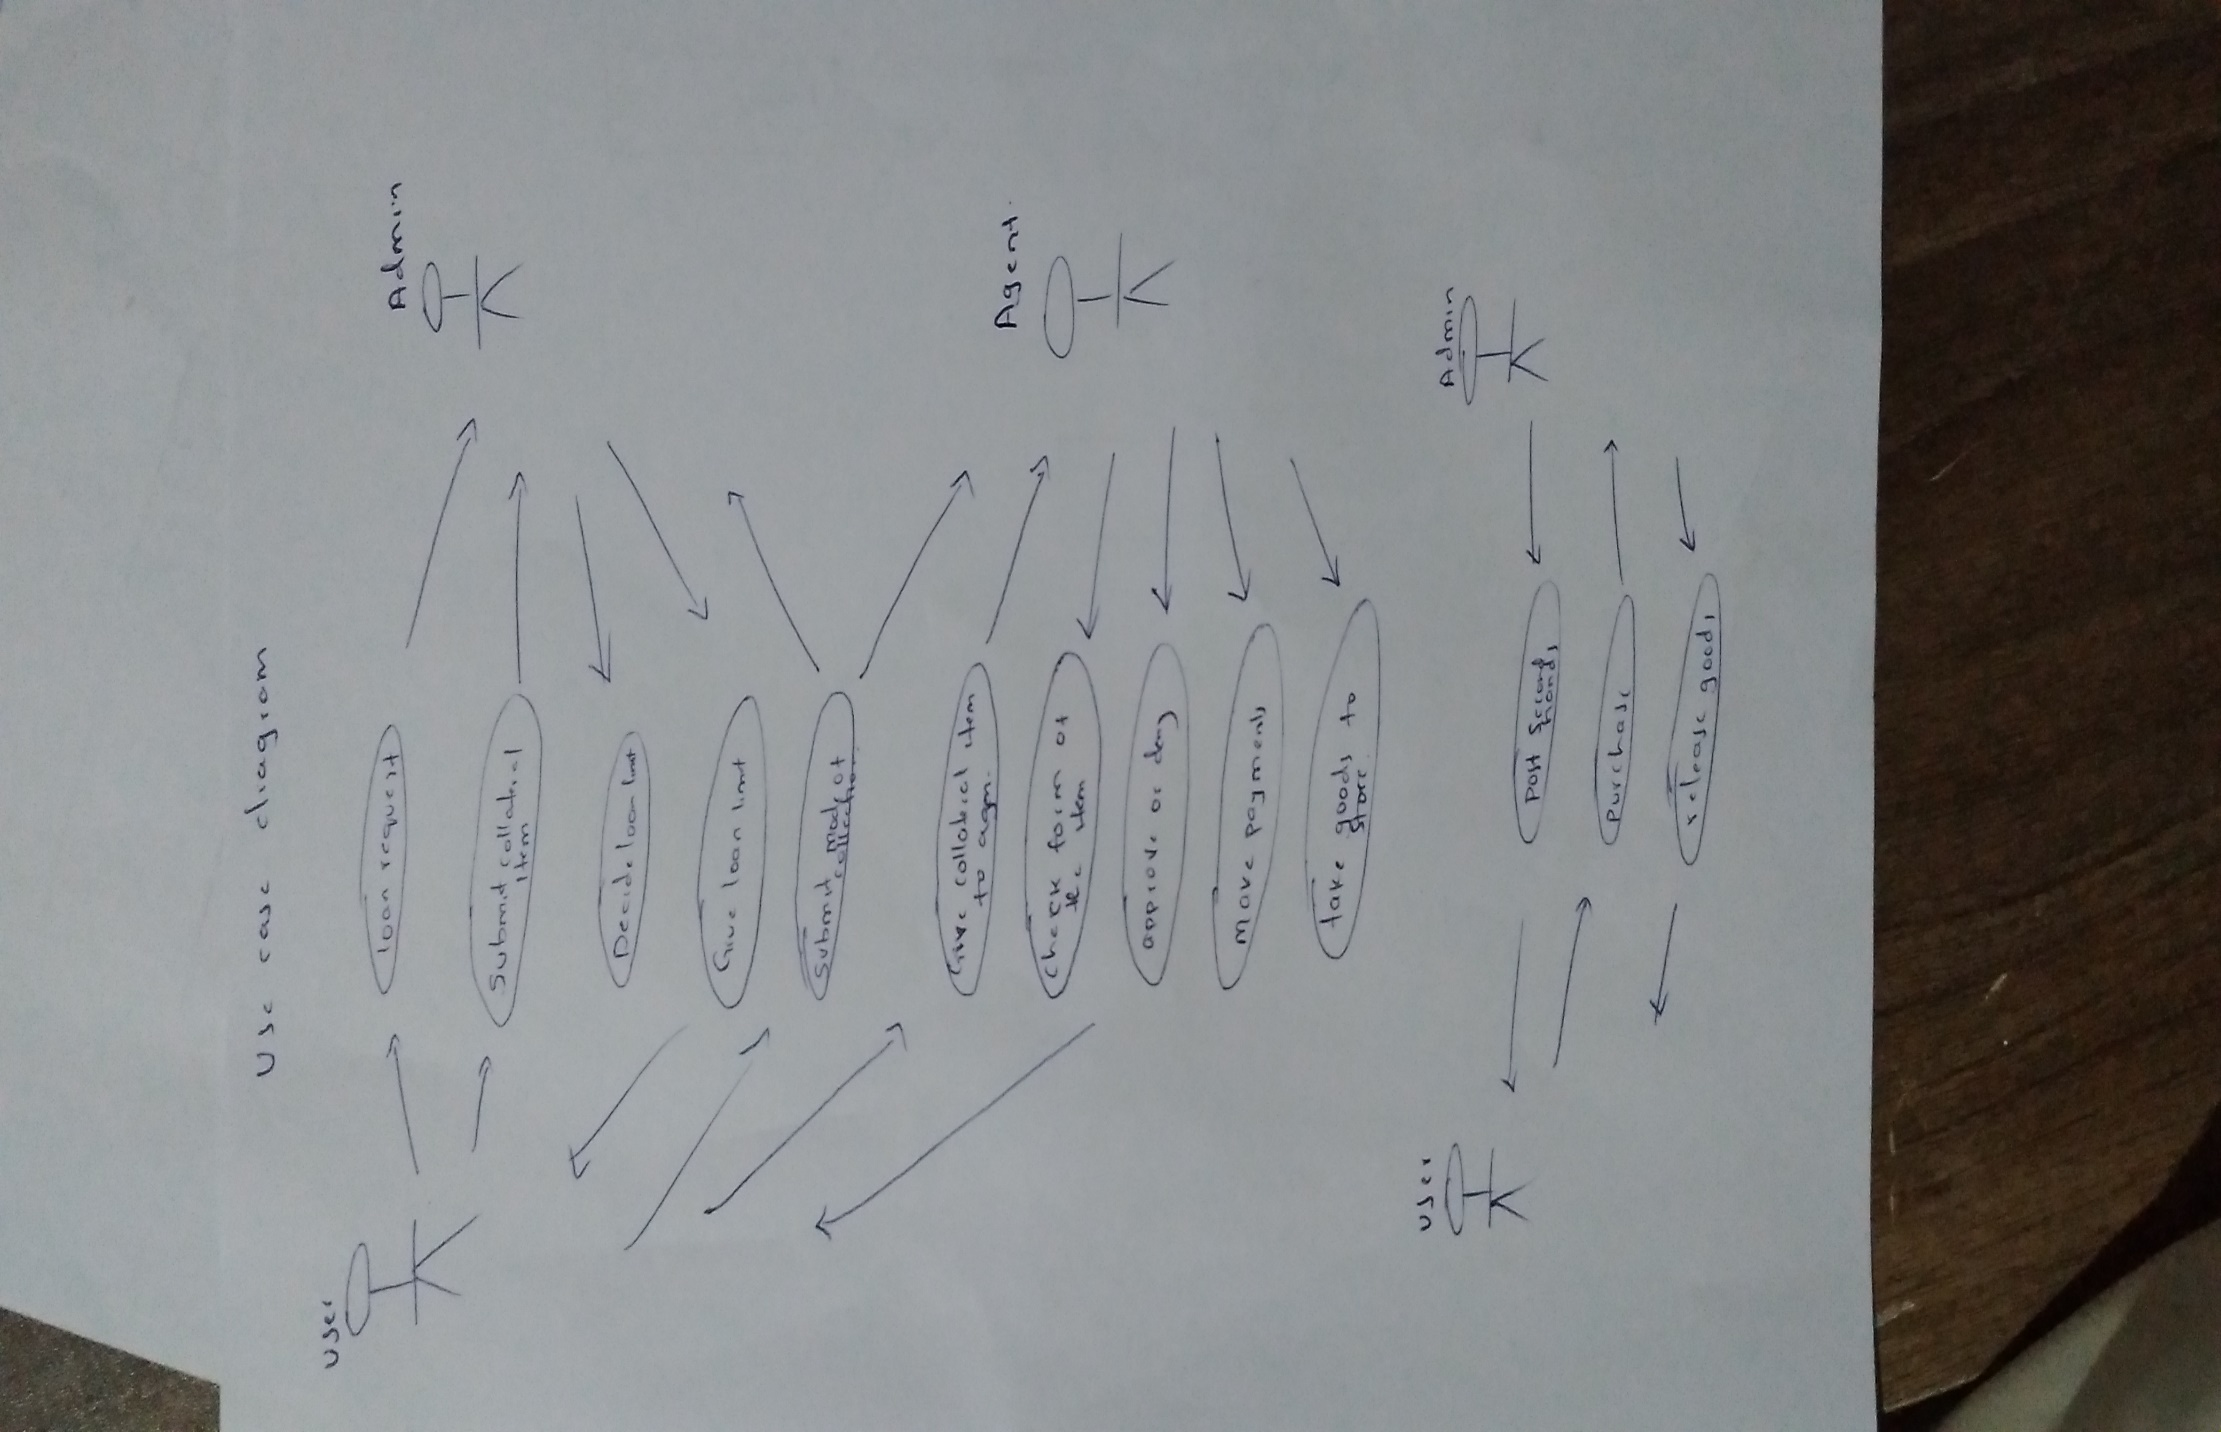 Use case diagram
User
Admin
loan request
Submit collateral
item
Decide loan limit
Give loan limit
Submit mode of
collection
Give collateral item
to agen.
Agent.
check form of
the item
approve or deny
Make payments
take goods to
store.
User
Admin
Post second
hands
Purchase
release goods